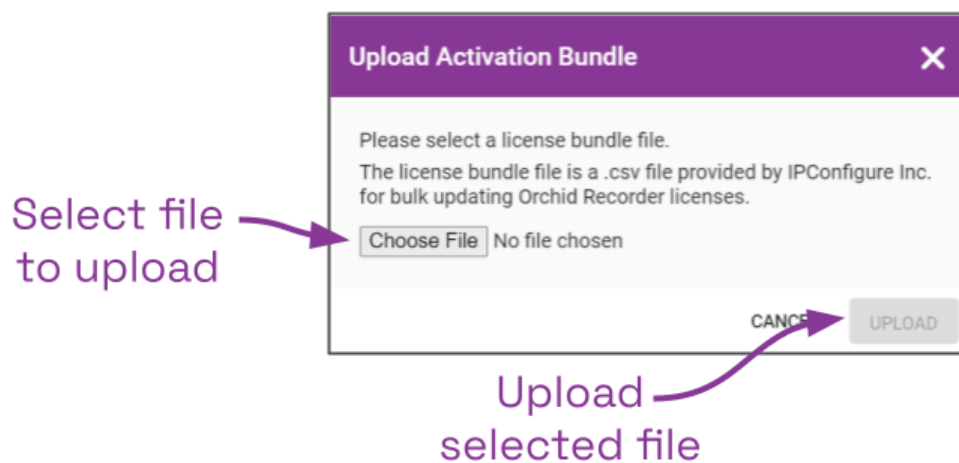 Upload Activation Bundle
Please select a license bundle file.
The license bundle file is a .csv file provided by IPConfigure Inc.
for bulk updating Orchid Recorder licenses.
Select file
to upload
Choose File No file chosen
CANCEL UPLOAD
Upload
selected file